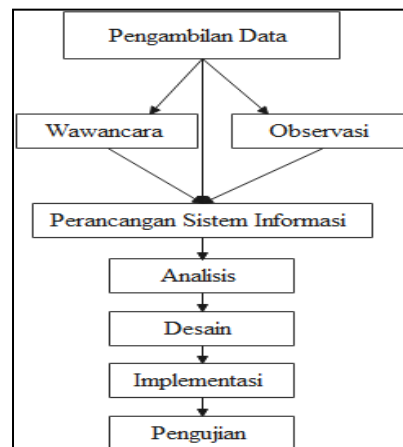 Pengambilan Data
Wawancara
Observasi
Perancangan Sistem Informasi
Analisis
Desain
Implementasi
Pengujian